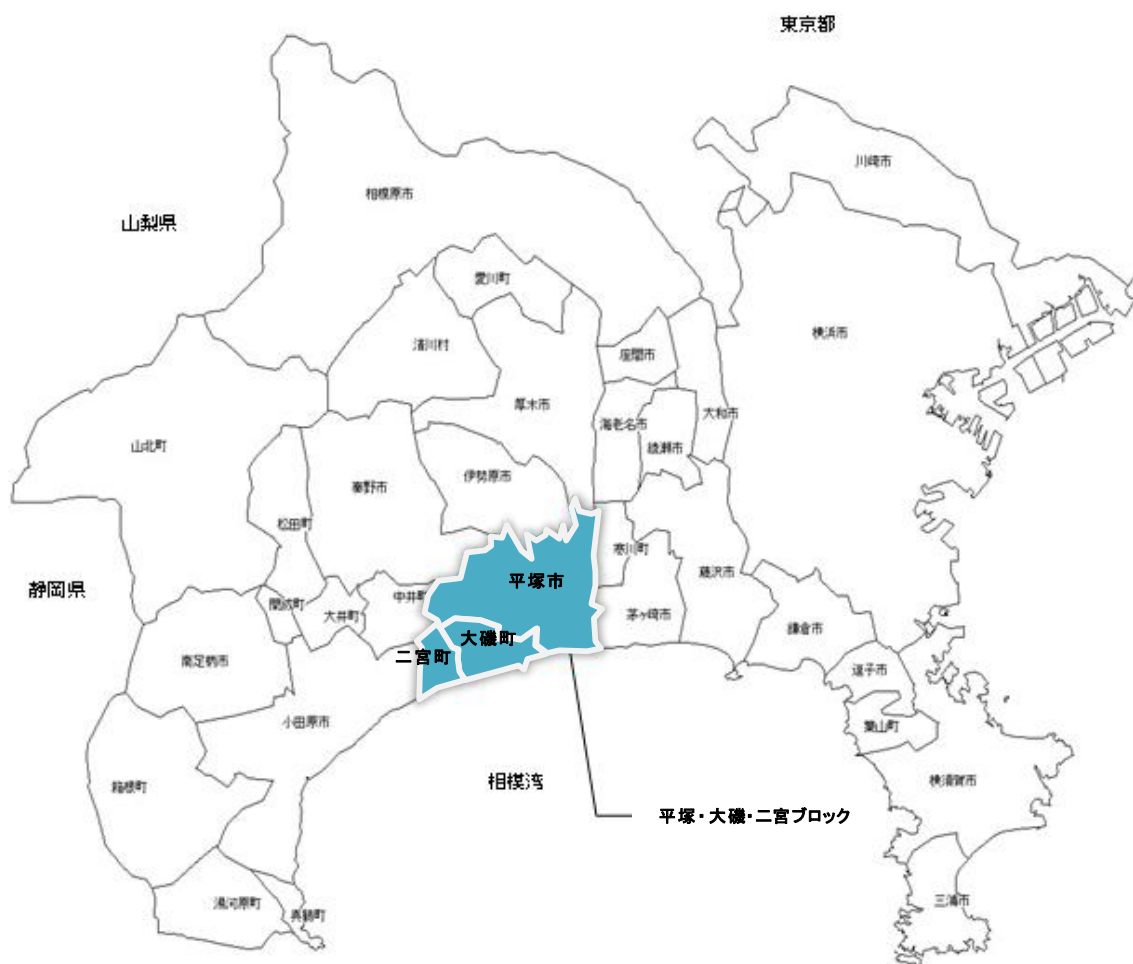 東京都
川崎市
相模原市
山梨県
愛川町
横浜市
清川村
座間市
厚木市
大和市
海老名市
山北町
綾瀬市
伊勢原市
秦野市
松田町
寒川町
藤沢市
平塚市
静岡県
中井町
開成町
大井町
茅ヶ崎市
鎌倉市
大磯町
二宮町
南足柄市
逗子市
小田原市
葉山町
相模湾
横須賀市
箱根町
平塚・大磯・二宮ブロック
三浦市
湯河原町
真鶴町